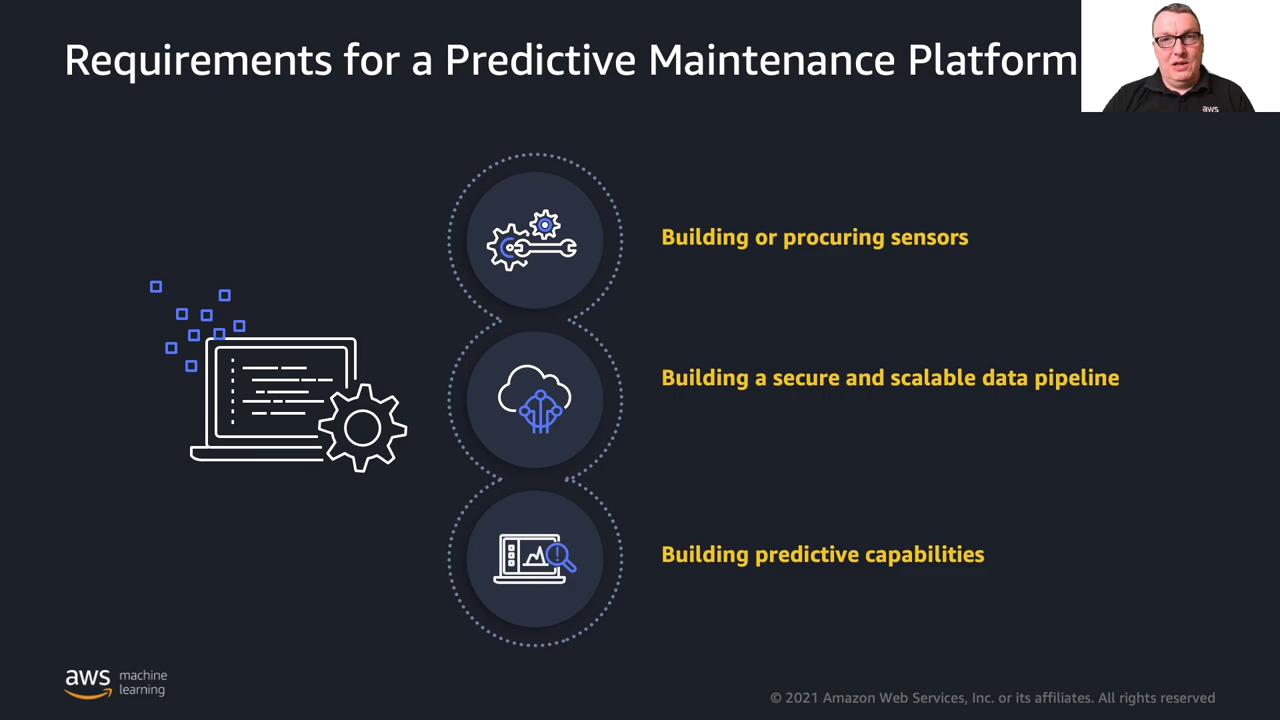 Requirements for a Predictive Maintenance Platform
aws
Building or procuring sensors
Building a secure and scalable data pipeline
Building predictive capabilities
aws machine
learning
© 2021 Amazon Web Services, Inc. or its affiliates. All rights reserved